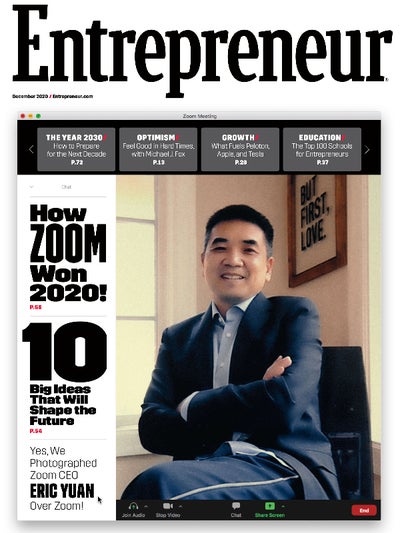 Entrepreneur
December 2020 / Entrepreneur.com
Zoom Meeting
THE YEAR 2030
How to Prepare
for the Next Decade
P.72
OPTIMISM
Feel Good in Hard Times,
with Michael J. Fox
P.13
GROWTH
What Fuels Peloton,
Apple, and Tesla
P.20
EDUCATION
The Top 100 Schools
for Entrepreneurs
P.37
Chat
How
ZOOM
Won
2020!
P.58
10
Big Ideas
That Will
Shape the
Future
P.54
Yes, We
Photographed
Zoom CEO
ERIC YUAN
Over Zoom!
BUT
FIRST,
LOVE.
Join Audio
Stop Video
Chat
Share Screen
End